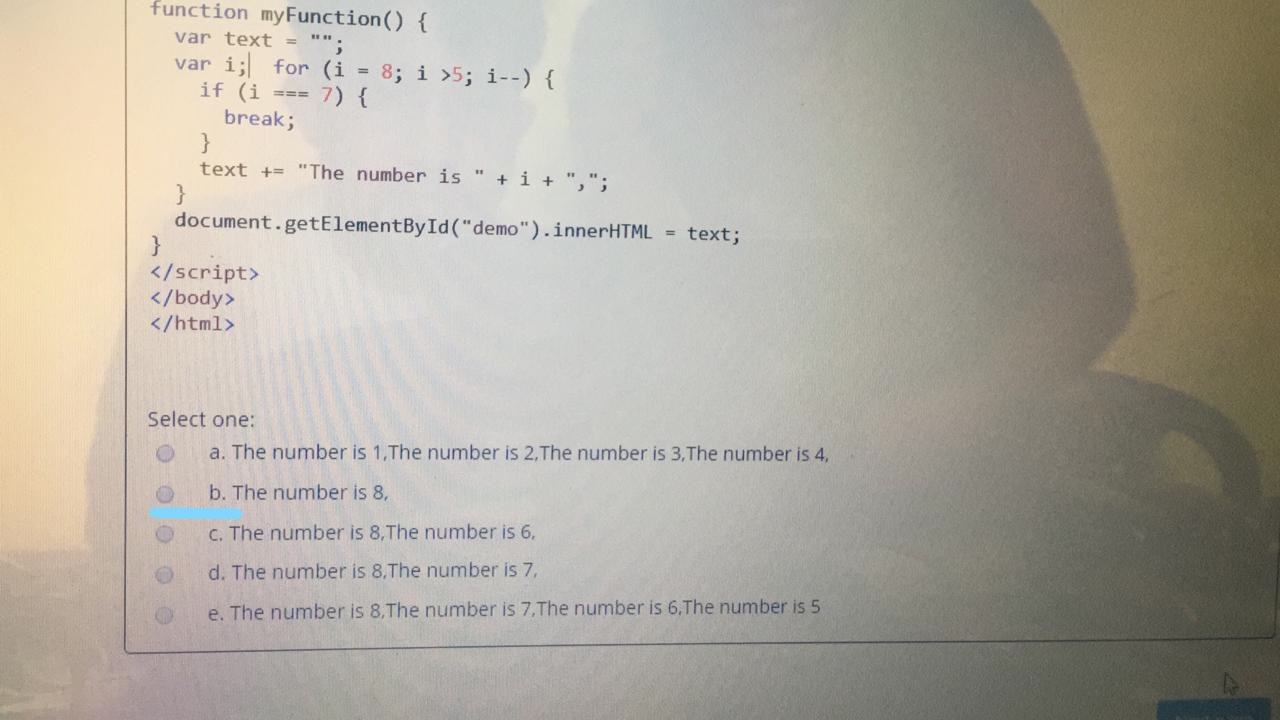 function myFunction() {
var text = "";
var i; for (i = 8; i >5; i--) {
if (i === 7) {
break;
}
text += "The number is " + i + ",";
}
document.getElementById("demo").innerHTML = text;
}
</script>
</body>
</html>
Select one:
a. The number is 1,The number is 2,The number is 3,The number is 4,
b. The number is 8,
c. The number is 8,The number is 6,
d. The number is 8,The number is 7,
e. The number is 8,The number is 7,The number is 6,The number is 5